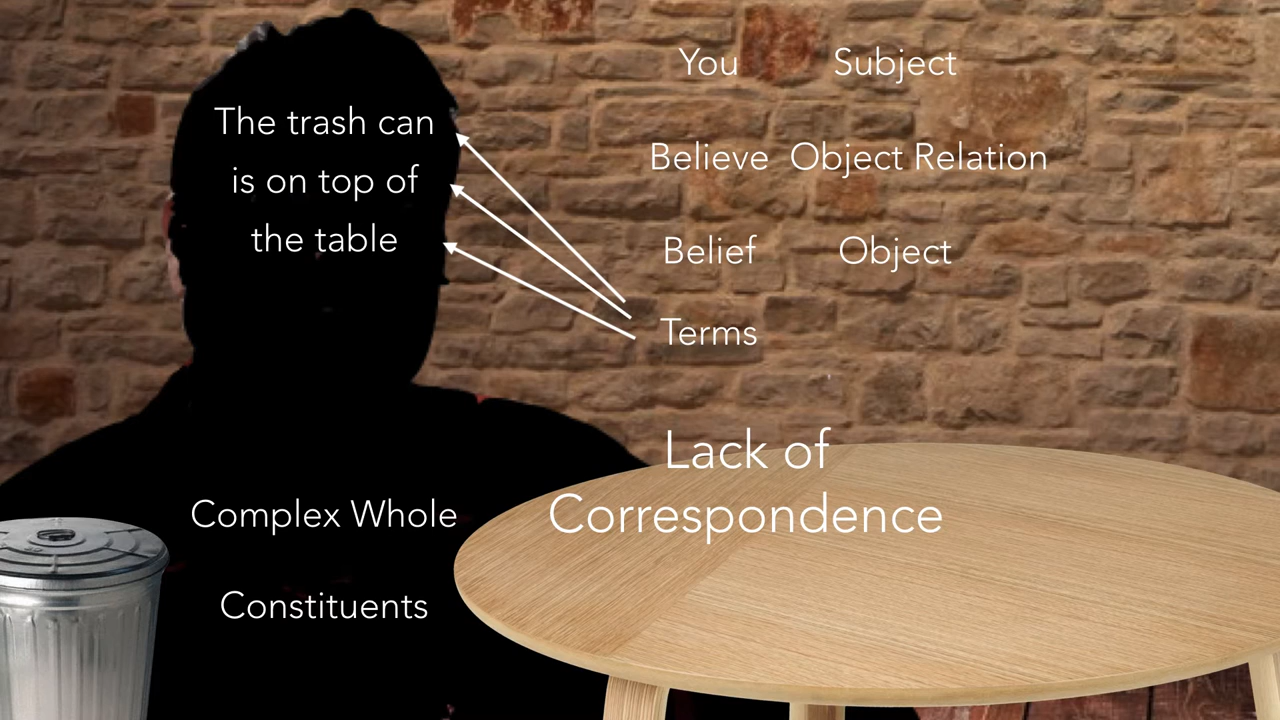 The trash can
is on top of
the table
You Subject
Believe Object Relation
Belief Object
Terms
Lack of
Correspondence
Complex Whole
Constituents